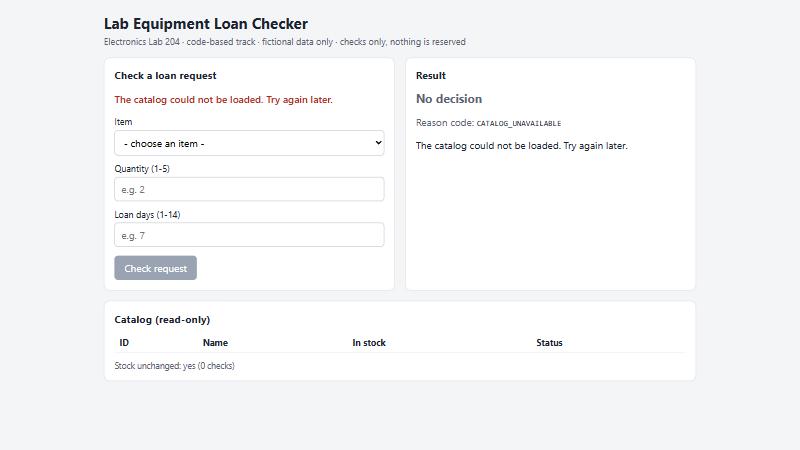 Lab Equipment Loan Checker
Electronics Lab 204 · code-based track · fictional data only · checks only, nothing is reserved
Check a loan request
The catalog could not be loaded. Try again later.
Item
- choose an item -
Quantity (1-5)
e.g. 2
Loan days (1-14)
e.g. 7
Check request
Result
No decision
Reason code: CATALOG_UNAVAILABLE
The catalog could not be loaded. Try again later.
Catalog (read-only)
ID Name In stock Status
Stock unchanged: yes (0 checks)